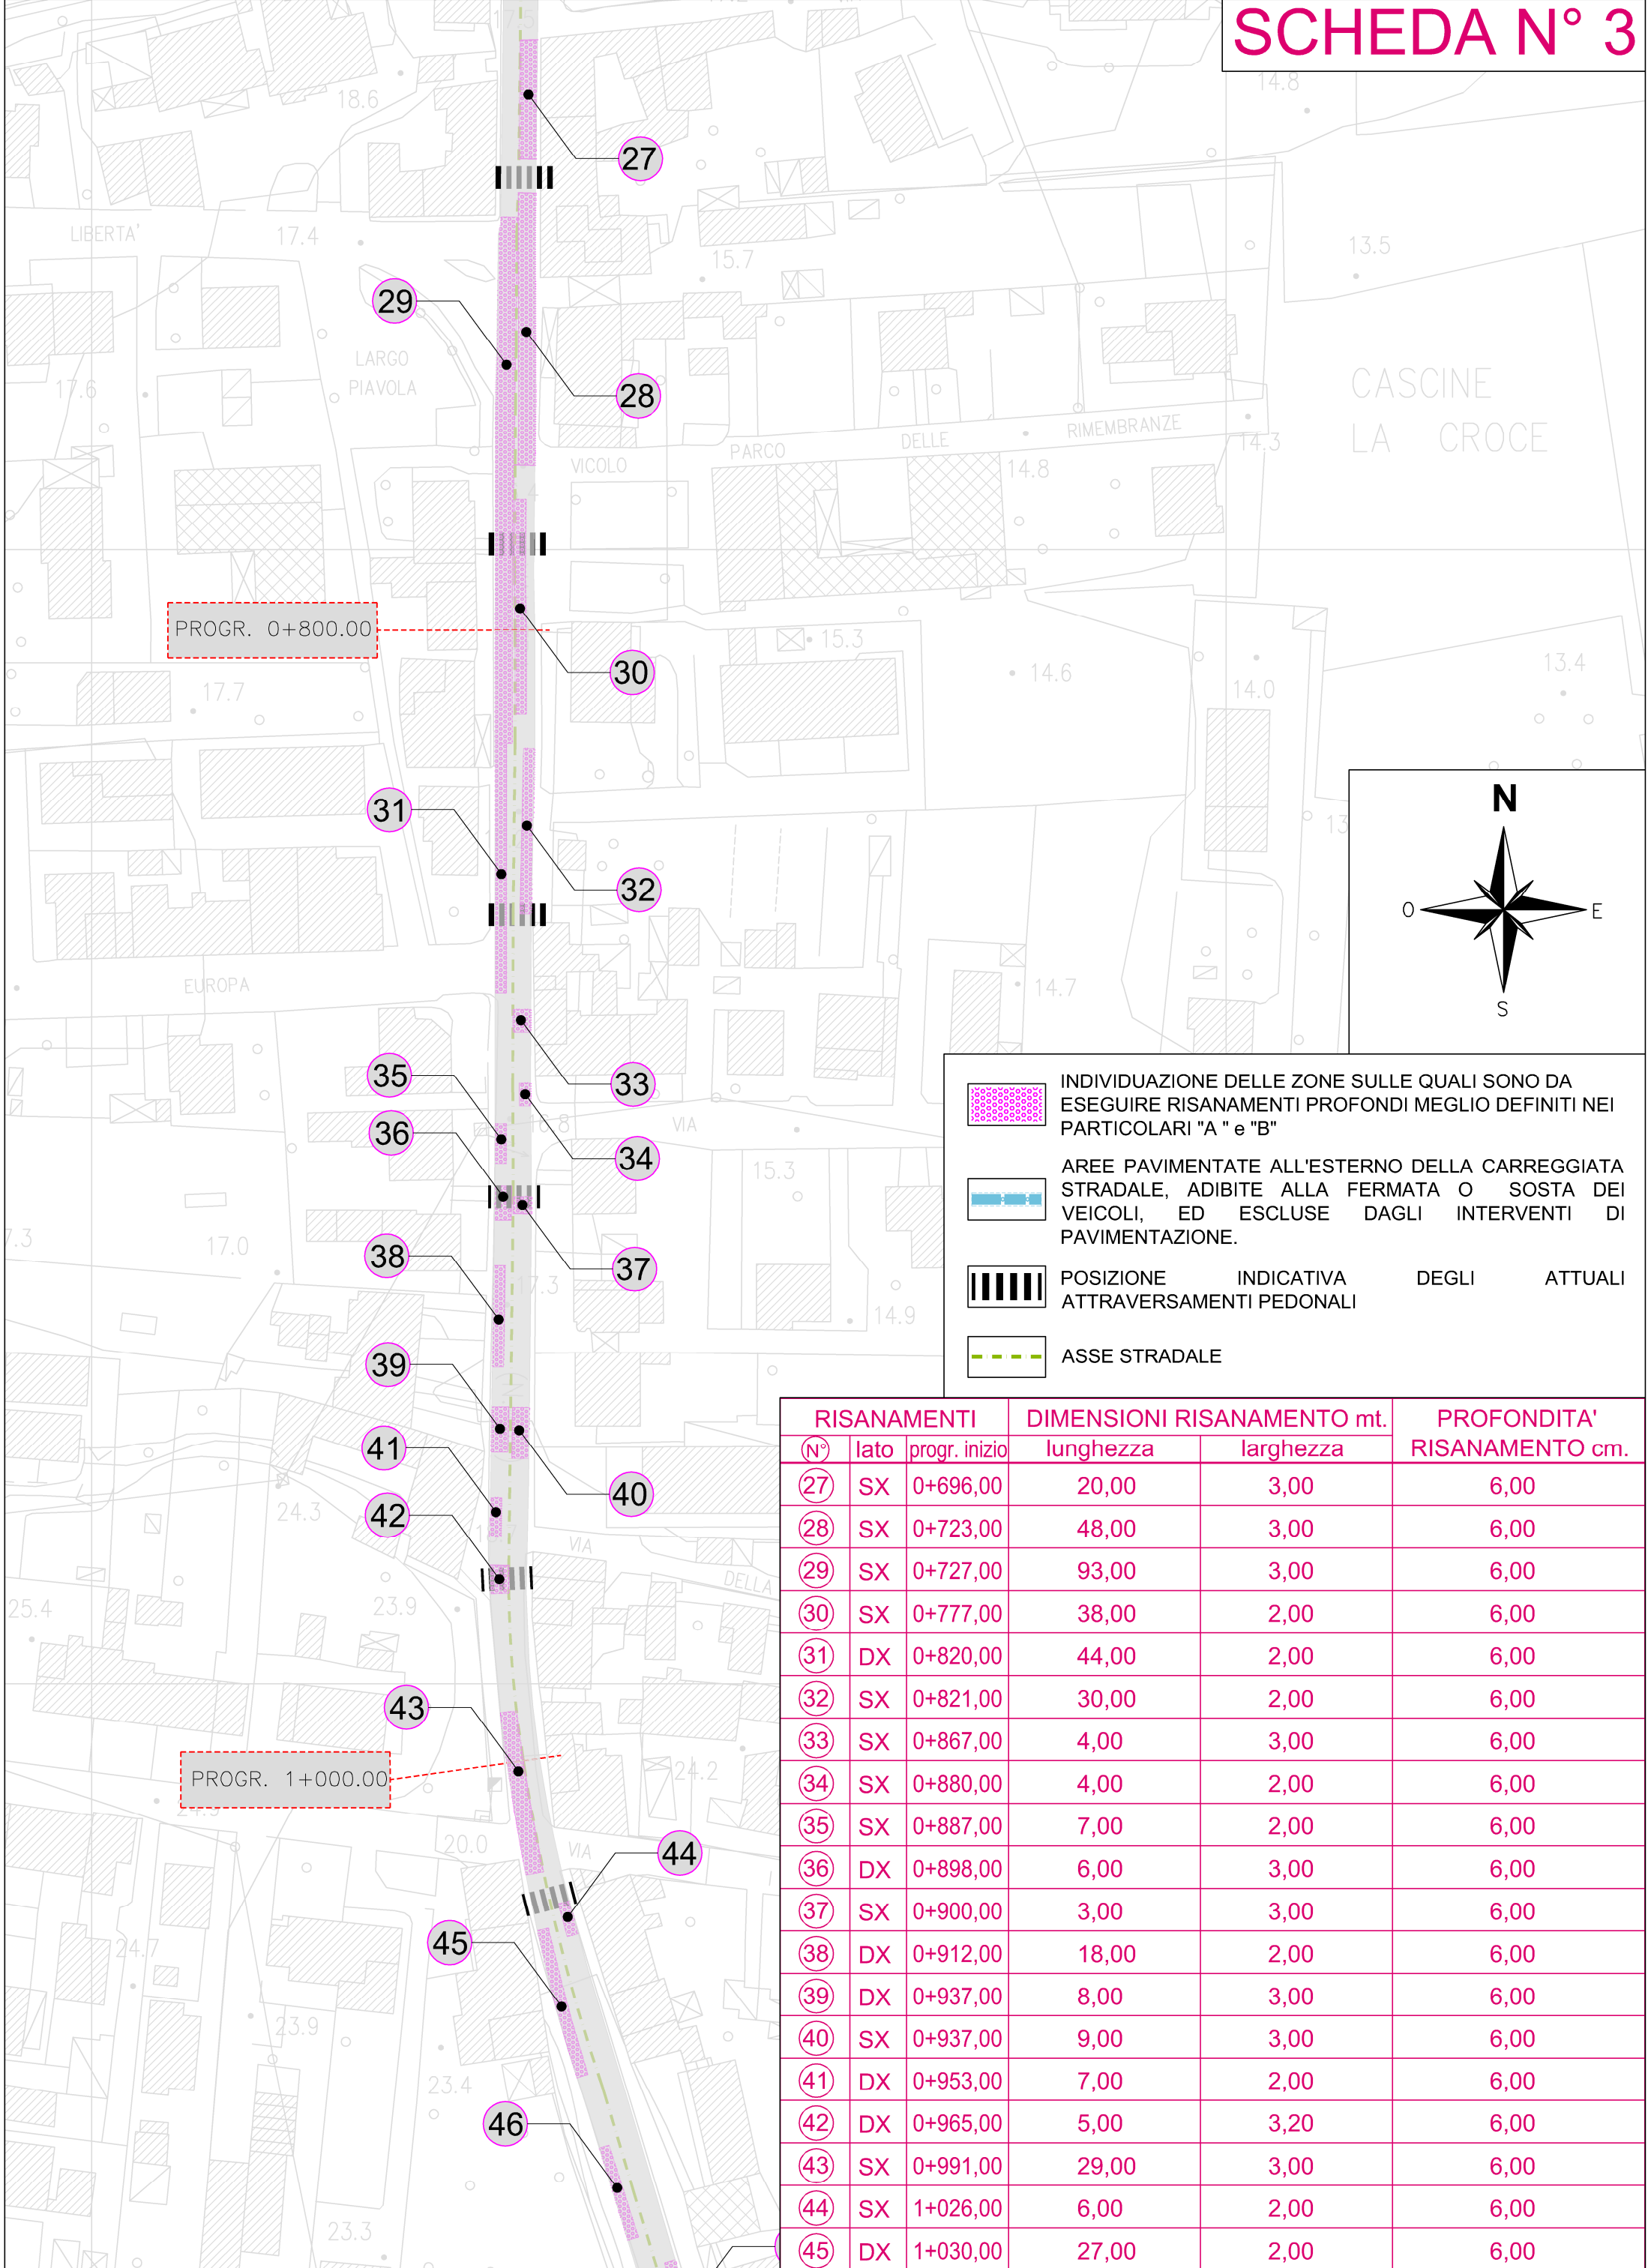 SCHEDA N° 3
17.5
18.6
14.8
27
LIBERTA'
17.4
15.7
13.5
29
LARGO
PIAVOLA
17.6
28
CASCINE
LA CROCE
VICOLO
PARCO
DELLE
RIMEMBRANZE
14.3
14.8
PROGR. 0+800.00
15.3
30
14.6
13.4
17.7
14.0
31
32
13
N
O
E
S
EUROPA
14.7
35
33
36
6.8
VIA
34
15.3
7.3
17.0
38
37
17.3
14.9
INDIVIDUAZIONE DELLE ZONE SULLE QUALI SONO DA
ESEGUIRE RISANAMENTI PROFONDI MEGLIO DEFINITI NEI
PARTICOLARI "A " e "B"
AREE PAVIMENTATE ALL'ESTERNO DELLA CARREGGIATA
STRADALE, ADIBITE ALLA FERMATA O SOSTA DEI
VEICOLI, ED ESCLUSE DAGLI INTERVENTI DI
PAVIMENTAZIONE.
POSIZIONE INDICATIVA DEGLI ATTUALI
ATTRAVERSAMENTI PEDONALI
ASSE STRADALE
39
41
40
24.3
42
VIA
DELLA
25.4
23.9
43
PROGR. 1+000.00
24.2
20.0
VIA
44
45
24.7
23.9
23.4
46
23.3
RISANAMENTI DIMENSIONI RISANAMENTO mt. PROFONDITA'
N° lato progr. inizio lunghezza larghezza RISANAMENTO cm.
27 SX 0+696,00 20,00 3,00 6,00
28 SX 0+723,00 48,00 3,00 6,00
29 SX 0+727,00 93,00 3,00 6,00
30 SX 0+777,00 38,00 2,00 6,00
31 DX 0+820,00 44,00 2,00 6,00
32 SX 0+821,00 30,00 2,00 6,00
33 SX 0+867,00 4,00 3,00 6,00
34 SX 0+880,00 4,00 2,00 6,00
35 SX 0+887,00 7,00 2,00 6,00
36 DX 0+898,00 6,00 3,00 6,00
37 SX 0+900,00 3,00 3,00 6,00
38 DX 0+912,00 18,00 2,00 6,00
39 DX 0+937,00 8,00 3,00 6,00
40 SX 0+937,00 9,00 3,00 6,00
41 DX 0+953,00 7,00 2,00 6,00
42 DX 0+965,00 5,00 3,20 6,00
43 SX 0+991,00 29,00 3,00 6,00
44 SX 1+026,00 6,00 2,00 6,00
45 DX 1+030,00 27,00 2,00 6,00